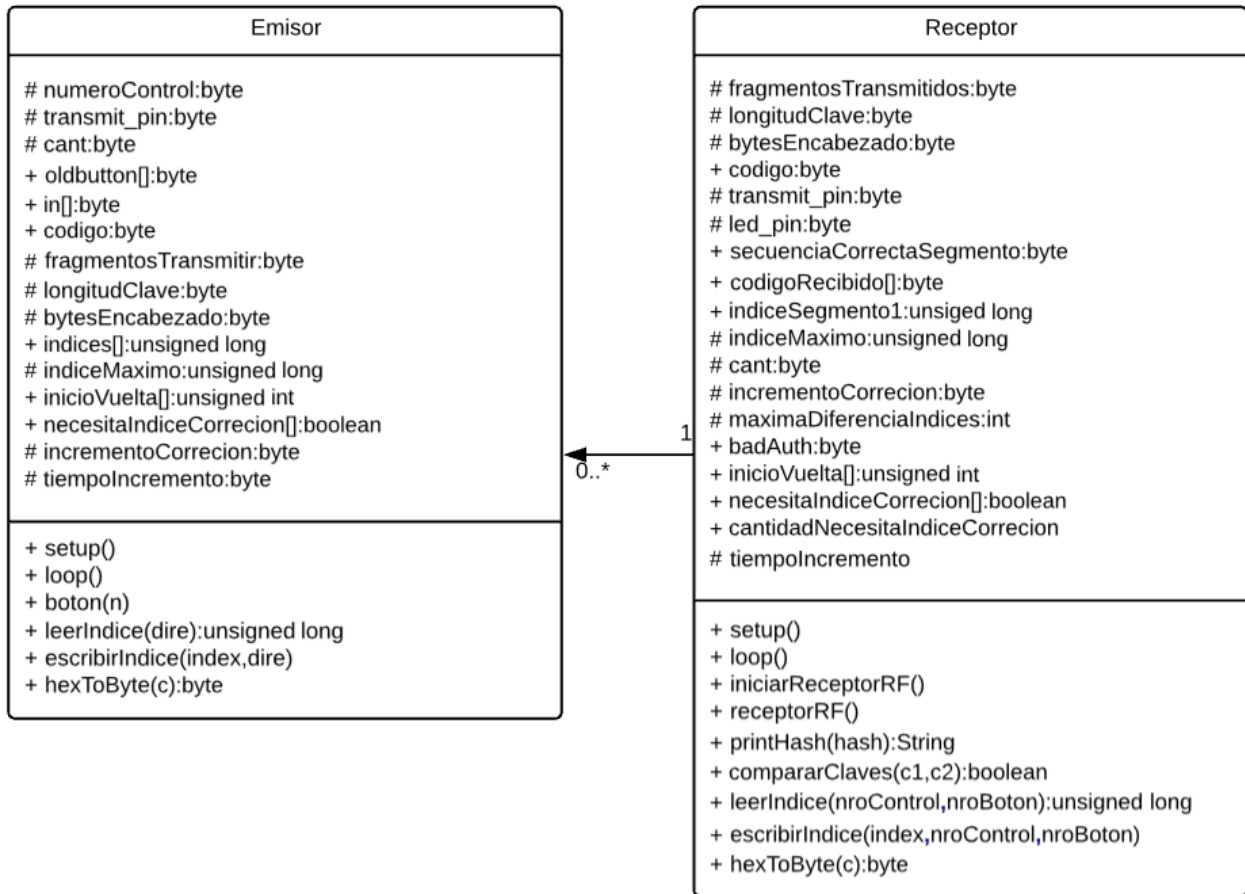 Emisor
# numeroControl:byte
# transmit_pin:byte
# cant:byte
+ oldbutton[]:byte
+ in[]:byte
+ codigo:byte
# fragmentosTransmitir:byte
# longitudClave:byte
# bytesEncabezado:byte
+ indices[]:unsigned long
# indiceMaximo:unsigned long
+ inicioVuelta[]:unsigned int
+ necesitaIndiceCorrecion[]:boolean
# incrementoCorrecion:byte
# tiempoIncremento:byte
+ setup()
+ loop()
+ boton(n)
+ leerIndice(dire):unsigned long
+ escribirIndice(index,dire)
+ hexToByte(c):byte
1
0..*
Receptor
# fragmentosTransmitidos:byte
# longitudClave:byte
# bytesEncabezado:byte
+ codigo:byte
# transmit_pin:byte
# led_pin:byte
+ secuenciaCorrectaSegmento:byte
+ codigoRecibido[]:byte
+ indiceSegmento1:unsiged long
# indiceMaximo:unsigned long
# cant:byte
# incrementoCorrecion:byte
# maximaDiferenciaIndices:int
+ badAuth:byte
+ inicioVuelta[]:unsigned int
+ necesitaIndiceCorrecion[]:boolean
+ cantidadNecesitaIndiceCorrecion
# tiempoIncremento
+ setup()
+ loop()
+ iniciarReceptorRF()
+ receptorRF()
+ printHash(hash):String
+ compararClaves(c1,c2):boolean
+ leerIndice(nroControl,nroBoton):unsigned long
+ escribirIndice(index,nroControl,nroBoton)
+ hexToByte(c):byte